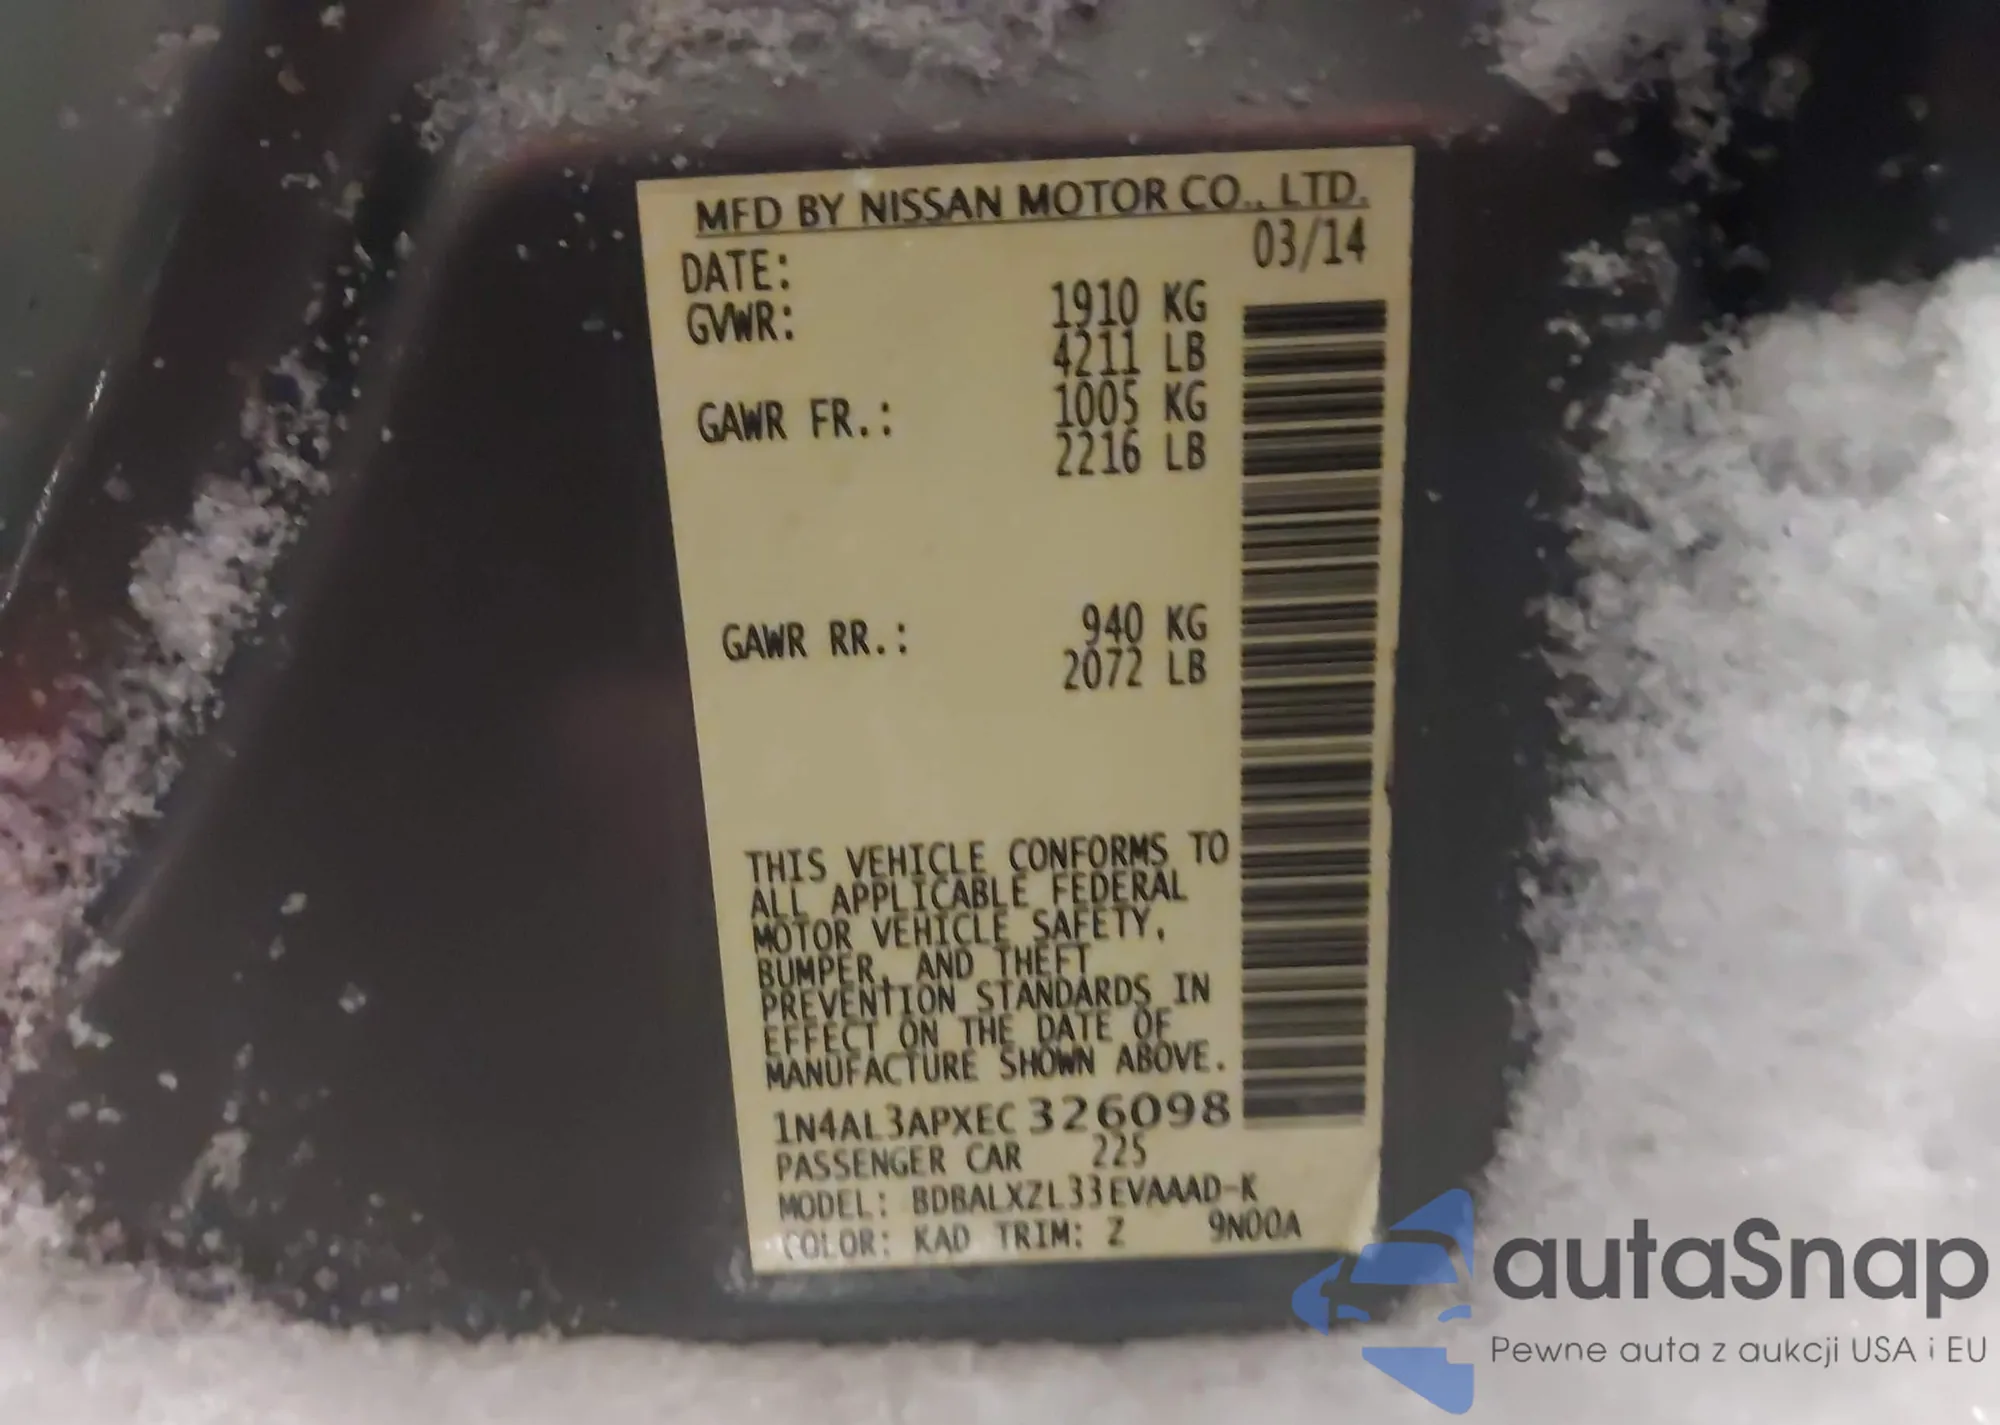 MFD BY NISSAN MOTOR CO., LTD.
DATE: 03/14
GVWR: 1910 KG
4211 LB
GAWR FR.: 1005 KG
2216 LB
GAWR RR.: 940 KG
2072 LB
THIS VEHICLE CONFORMS TO
ALL APPLICABLE FEDERAL
MOTOR VEHICLE SAFETY,
BUMPER, AND THEFT
PREVENTION STANDARDS IN
EFFECT ON THE DATE OF
MANUFACTURE SHOWN ABOVE.
1N4AL3APXEC326098
PASSENGER CAR 225
MODEL: BDBALXZL33EVAAAD-K
COLOR: KAD TRIM: Z 9N00A
autaSnap
Pewne auta z aukcji USA i EU